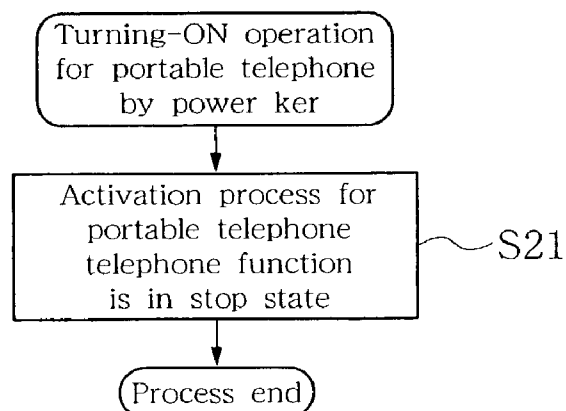 Turning-ON operation
for portable telephone
by power ker
Activation process for
portable telephone
telephone function
is in stop state
S21
Process end